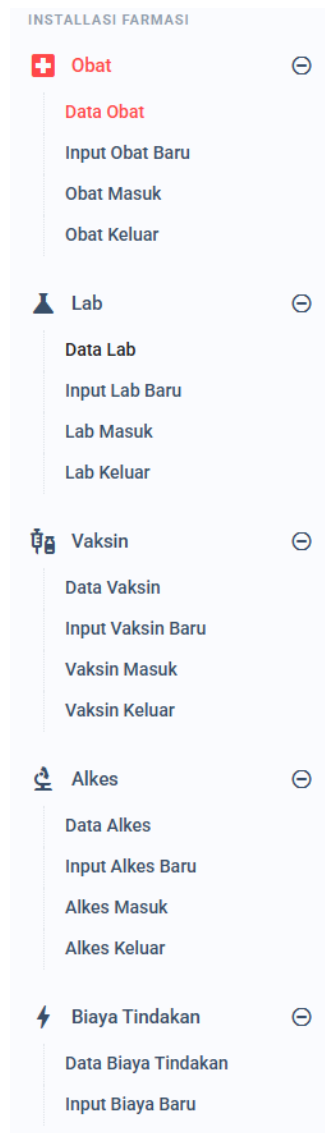 INSTALLASI FARMASI
Obat
Data Obat
Input Obat Baru
Obat Masuk
Obat Keluar
Lab
Data Lab
Input Lab Baru
Lab Masuk
Lab Keluar
Vaksin
Data Vaksin
Input Vaksin Baru
Vaksin Masuk
Vaksin Keluar
Alkes
Data Alkes
Input Alkes Baru
Alkes Masuk
Alkes Keluar
Biaya Tindakan
Data Biaya Tindakan
Input Biaya Baru